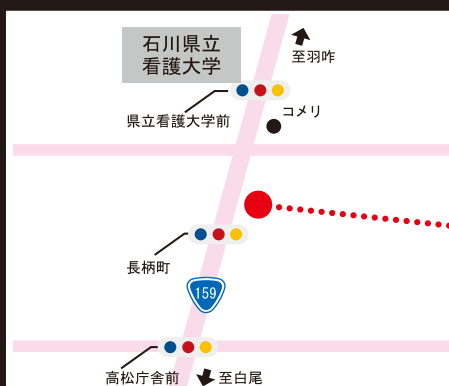 石川県立
看護大学
至羽咋
コメリ
県立看護大学前
長柄町
159
高松庁舎前
至白尾